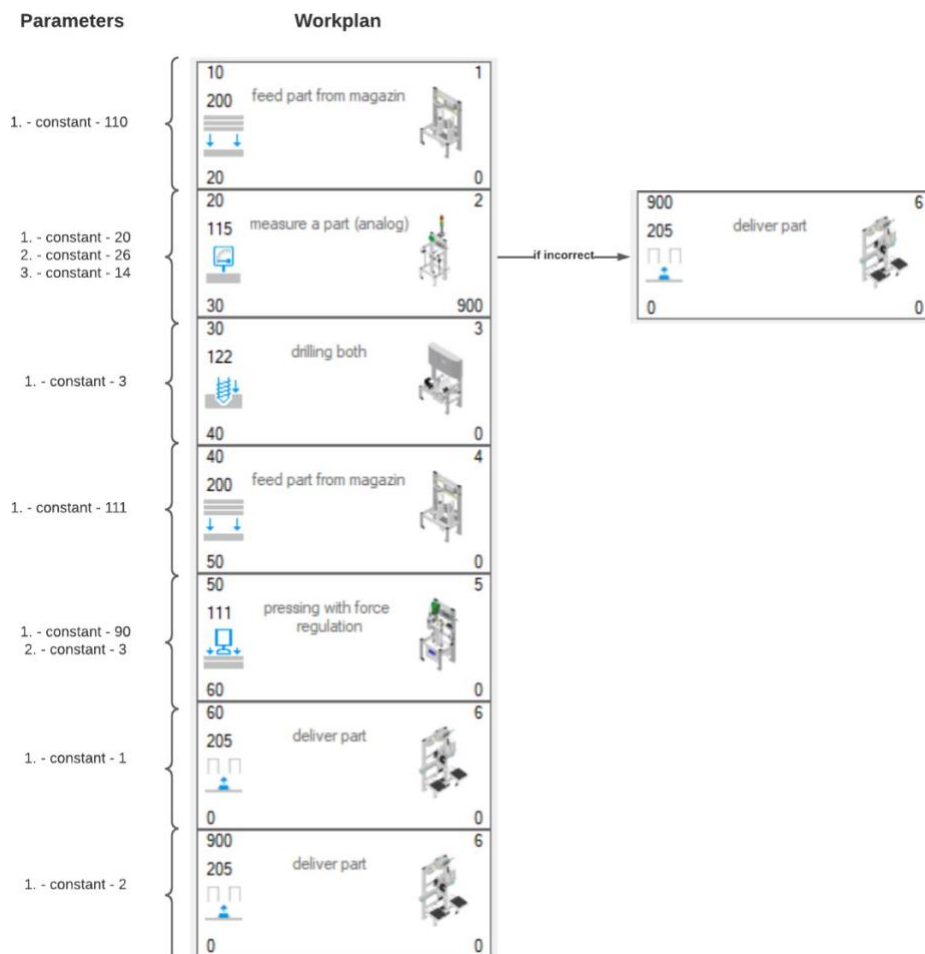 Parameters
Workplan
1. - constant - 110
10
1
200
feed part from magazin
20
0
1. - constant - 20
2. - constant - 26
3. - constant - 14
20
2
115
measure a part (analog)
30
900
if incorrect
900
6
205
deliver part
0
0
1. - constant - 3
30
3
122
drilling both
40
0
1. - constant - 111
40
4
200
feed part from magazin
50
0
1. - constant - 90
2. - constant - 3
50
5
111
pressing with force
regulation
60
0
1. - constant - 1
60
6
205
deliver part
0
0
1. - constant - 2
900
6
205
deliver part
0
0